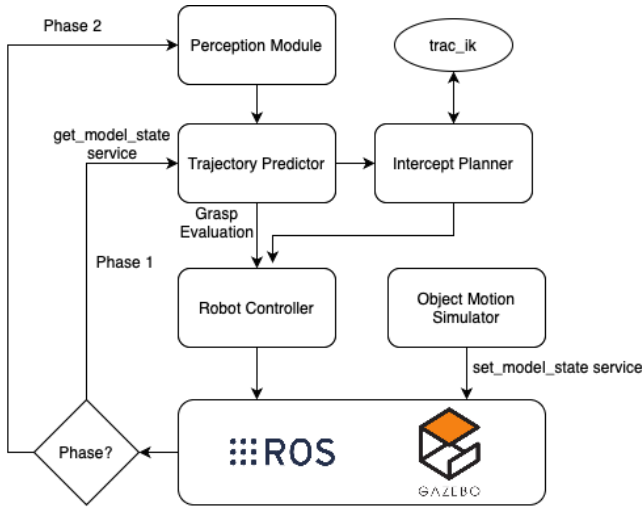 Phase 2
Perception Module
trac_ik
get_model_state
service
Trajectory Predictor
Intercept Planner
Grasp
Evaluation
Phase 1
Robot Controller
Object Motion
Simulator
set_model_state service
Phase?
ROS
GAZEBO